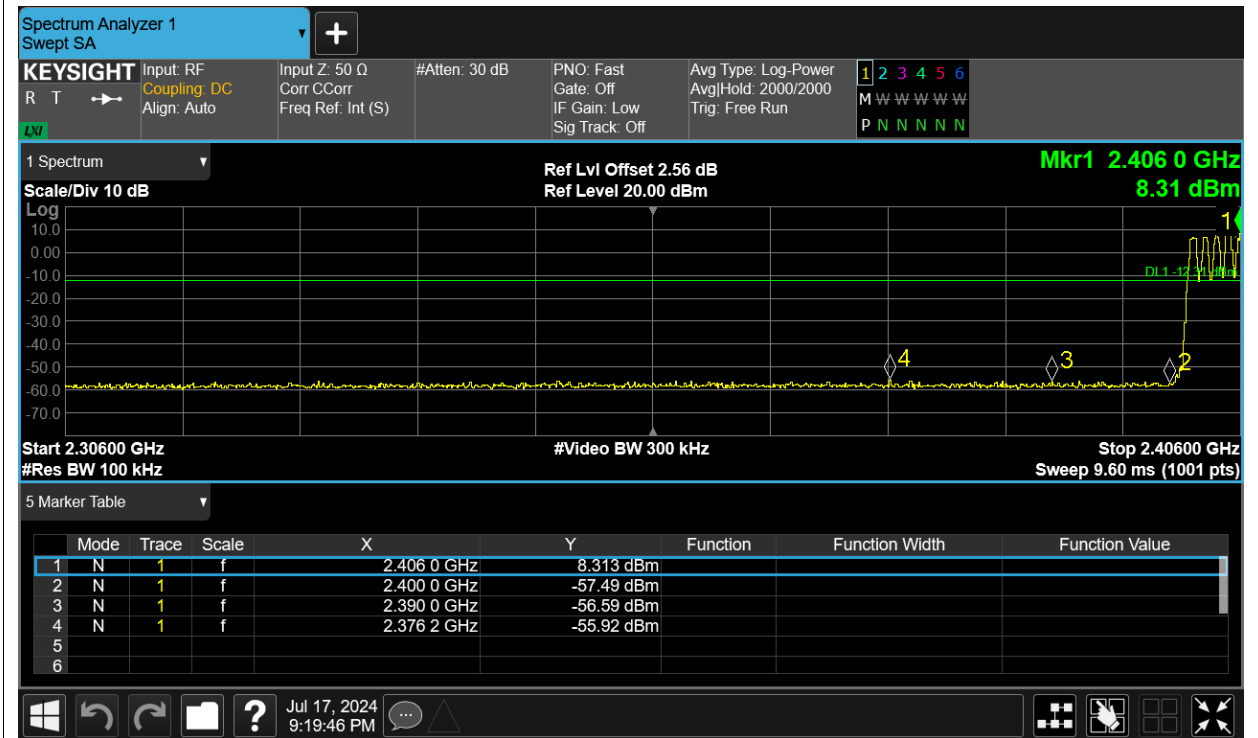 Spectrum Analyzer 1
Swept SA
KEYSIGHT
R T
LXI
Input: RF
Coupling: DC
Align: Auto
Input Z: 50 Ω
Corr CCorr
Freq Ref: Int (S)
#Atten: 30 dB
PNO: Fast
Gate: Off
IF Gain: Low
Sig Track: Off
Avg Type: Log-Power
Avg|Hold: 2000/2000
Trig: Free Run
1 2 3 4 5 6
M W W W W W
P N N N N N
1 Spectrum
Scale/Div 10 dB
Ref Lvl Offset 2.56 dB
Ref Level 20.00 dBm
Mkr1 2.406 0 GHz
8.31 dBm
Log
10.0
0.00
-10.0
-20.0
-30.0
-40.0
-50.0
-60.0
-70.0
1
DL1 -12.31 dBm
4
3
2
Start 2.30600 GHz
#Res BW 100 kHz
#Video BW 300 kHz
Stop 2.40600 GHz
Sweep 9.60 ms (1001 pts)
5 Marker Table
Mode Trace Scale X Y Function Function Width Function Value
1 N 1 f 2.406 0 GHz 8.313 dBm
2 N 1 f 2.400 0 GHz -57.49 dBm
3 N 1 f 2.390 0 GHz -56.59 dBm
4 N 1 f 2.376 2 GHz -55.92 dBm
5
6
?
Jul 17, 2024
9:19:46 PM